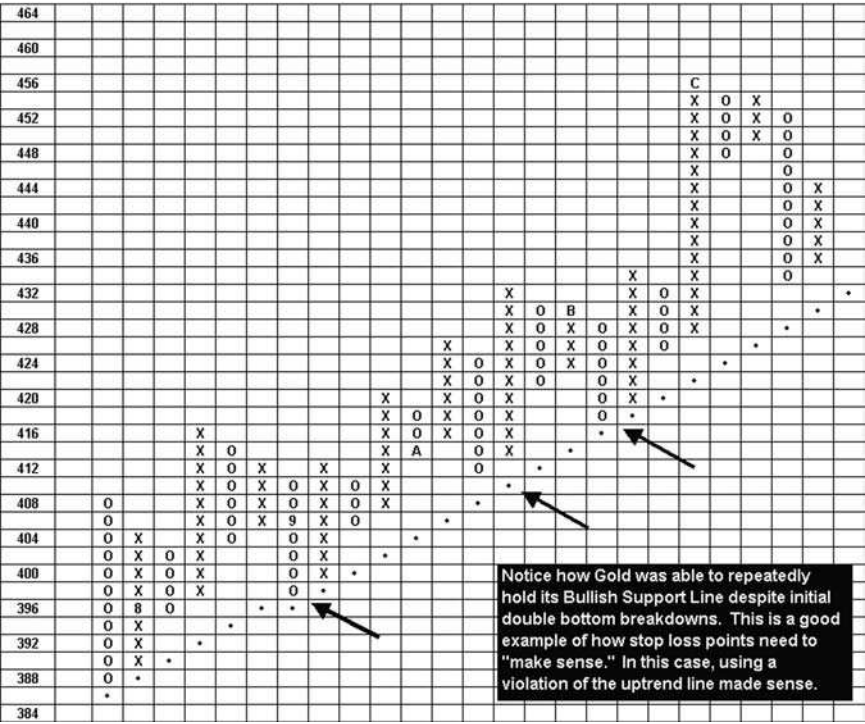 464
460
456 C
X O X
452 X O X O
X O X O
448 X O O
X O
444 X O X
X O X
440 X O X
X O X
436 X O X
X X O
432 X X O X
X O B X O X
428 X O X O X O X
X X O X O X O
424 X O X O X O X
X O X O O X
420 X X O X O X
X O X O X O
416 X X O X O X
X O X A O X
412 X O X X X O
X O X O X O X
408 O X O X O X O X
O X O X 9 X O
404 O X X O O X
O X O X O X
400 O X O X O X
O X O X O
396 O 8 O
O X
392 O X
O X
388 O
384
Notice how Gold was able to repeatedly
hold its Bullish Support Line despite initial
double bottom breakdowns. This is a good
example of how stop loss points need to
"make sense." In this case, using a
violation of the uptrend line made sense.